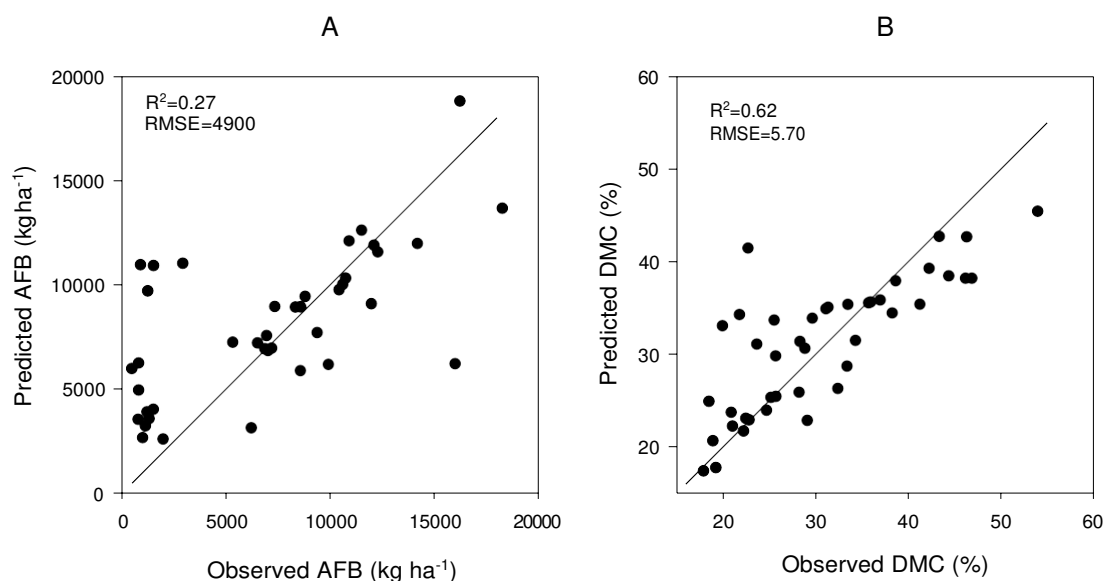 A
B
20000
15000
10000
5000
0
Predicted AFB (kg ha⁻¹)
R²=0.27
RMSE=4900
0 5000 10000 15000 20000
Observed AFB (kg ha⁻¹)
60
50
40
30
20
Predicted DMC (%)
R²=0.62
RMSE=5.70
20 30 40 50 60
Observed DMC (%)